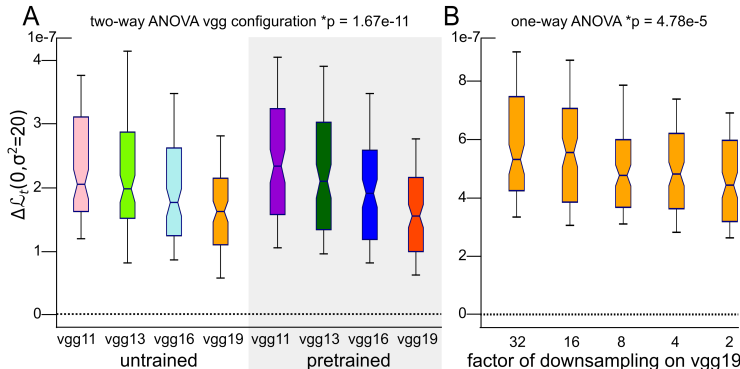 A
two-way ANOVA vgg configuration *p = 1.67e-11
1e-7
4
3
2
1
0
Δℒₜ(0,σ²=20)
vgg11 vgg13 vgg16 vgg19 vgg11 vgg13 vgg16 vgg19
untrained pretrained
B
one-way ANOVA *p = 4.78e-5
1e-7
8
6
4
2
0
32 16 8 4 2
factor of downsampling on vgg19